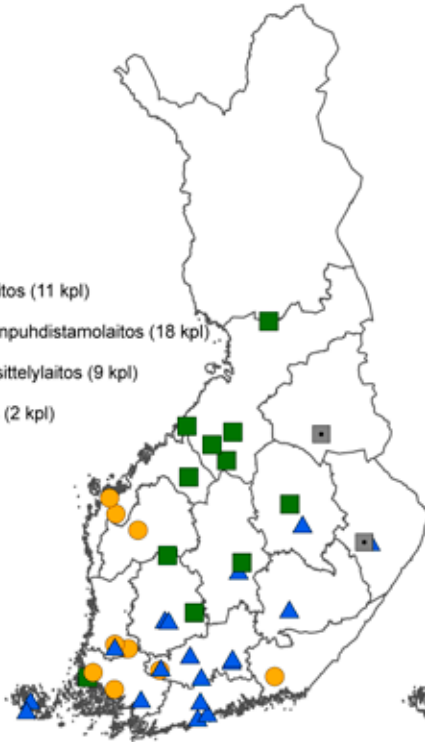 itos (11 kpl)
npuhdistamolaitos (18 kpl)
sittelylaitos (9 kpl)
(2 kpl)